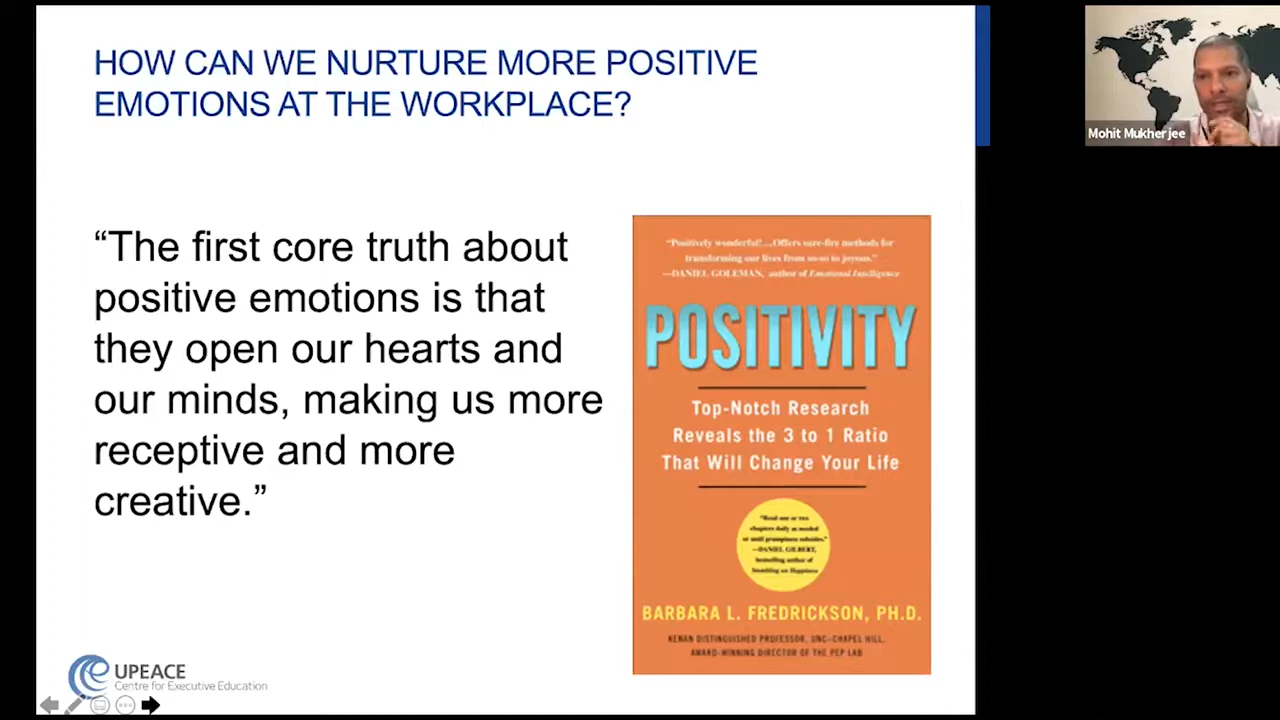 HOW CAN WE NURTURE MORE POSITIVE
EMOTIONS AT THE WORKPLACE?
“The first core truth about
positive emotions is that
they open our hearts and
our minds, making us more
receptive and more
creative.”
“Positively wonderful!...Offers sure-fire methods for
transforming our lives from so-so to joyous.”
—DANIEL GOLEMAN, author of Emotional Intelligence
POSITIVITY
Top-Notch Research
Reveals the 3 to 1 Ratio
That Will Change Your Life
“Read one or two
chapters daily as needed
or until grumpiness subsides.”
—DANIEL GILBERT,
bestselling author of
Stumbling on Happiness
BARBARA L. FREDRICKSON, PH.D.
KENAN DISTINGUISHED PROFESSOR, UNC–CHAPEL HILL,
AWARD-WINNING DIRECTOR OF THE PEP LAB
UPEACE
Centre for Executive Education
Mohit Mukherjee